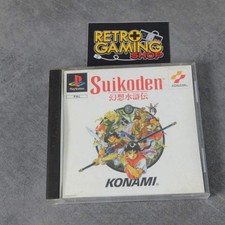 RETRO
GAMING
SHOP
Suikoden
幻想水滸伝
KONAMI